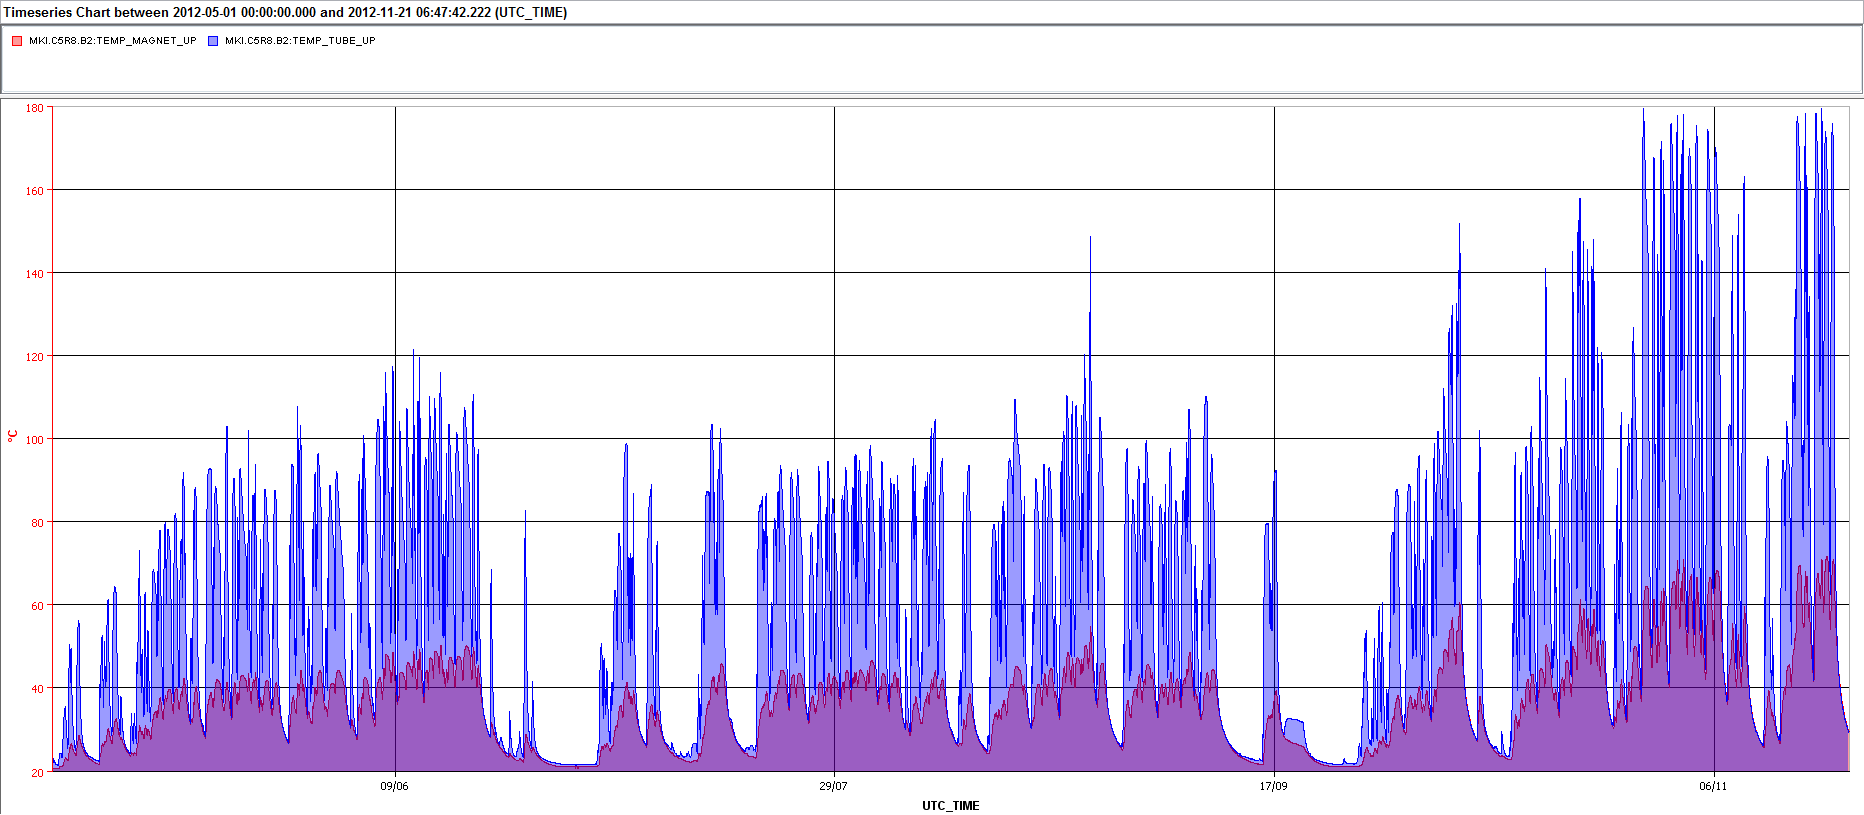 Timeseries Chart between 2012-05-01 00:00:00.000 and 2012-11-21 06:47:42.222 (UTC_TIME)
MKI.C5R8.B2:TEMP_MAGNET_UP MKI.C5R8.B2:TEMP_TUBE_UP
180
160
140
120
°C
100
80
60
40
20
09/06 29/07 17/09 06/11
UTC_TIME